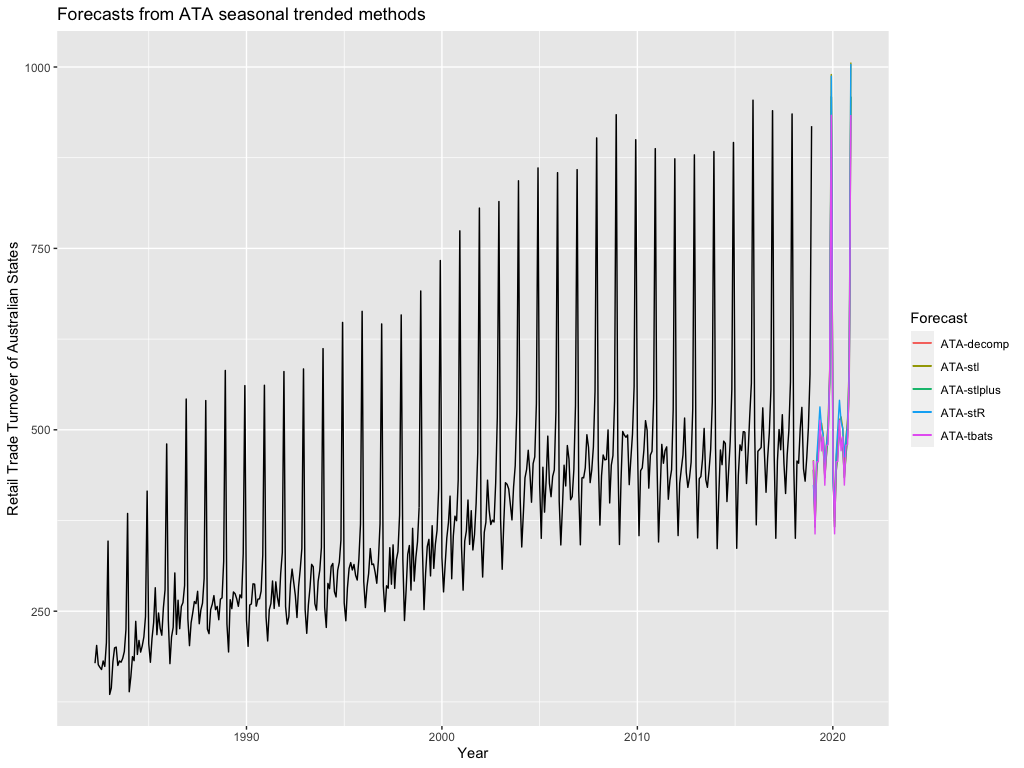 Forecasts from ATA seasonal trended methods
Retail Trade Turnover of Australian States
1000
750
500
250
1990
2000
2010
2020
Year
Forecast
ATA-decomp
ATA-stl
ATA-stlplus
ATA-stR
ATA-tbats